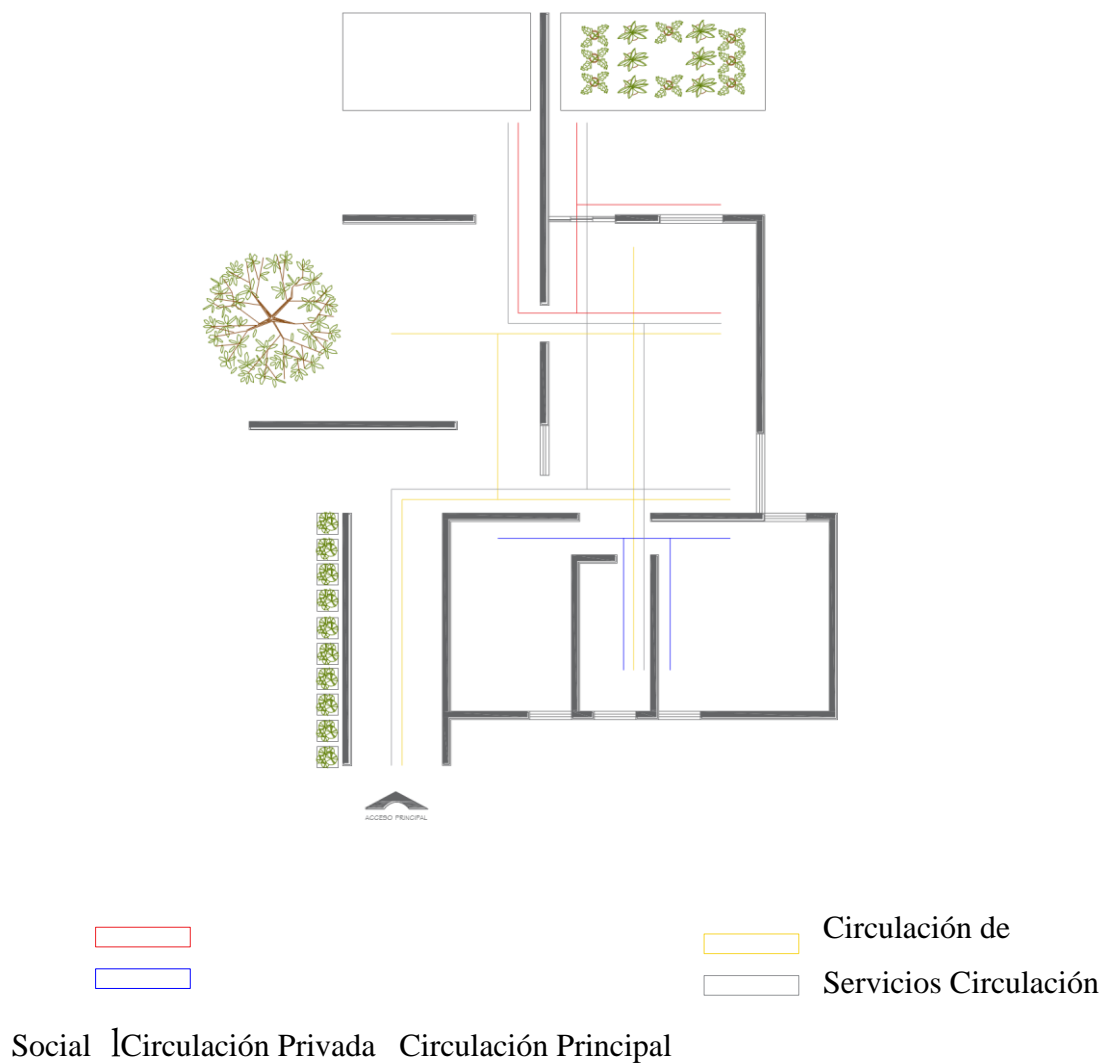 ACCESO PRINCIPAL
Circulación de
Servicios Circulación
Social lCirculación Privada Circulación Principal